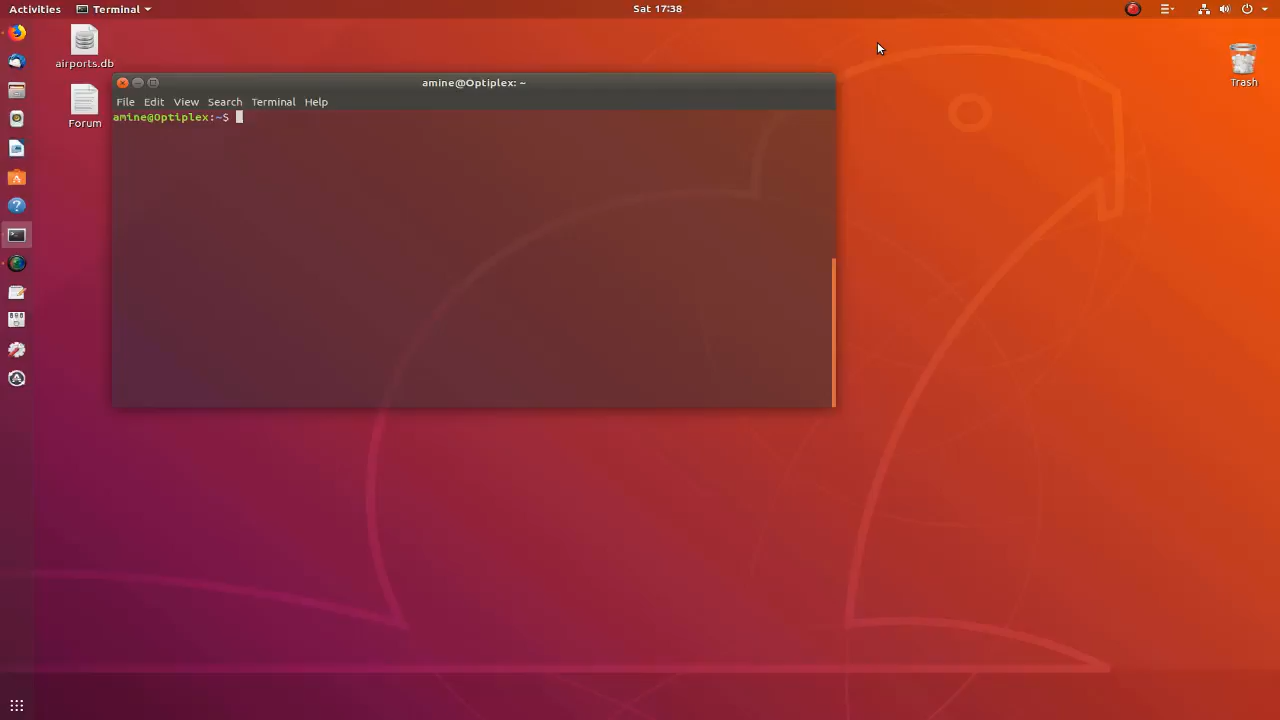 Activities Terminal Sat 17:38
airports.db
Forum
Trash
amine@Optiplex: ~
File Edit View Search Terminal Help
amine@Optiplex:~$